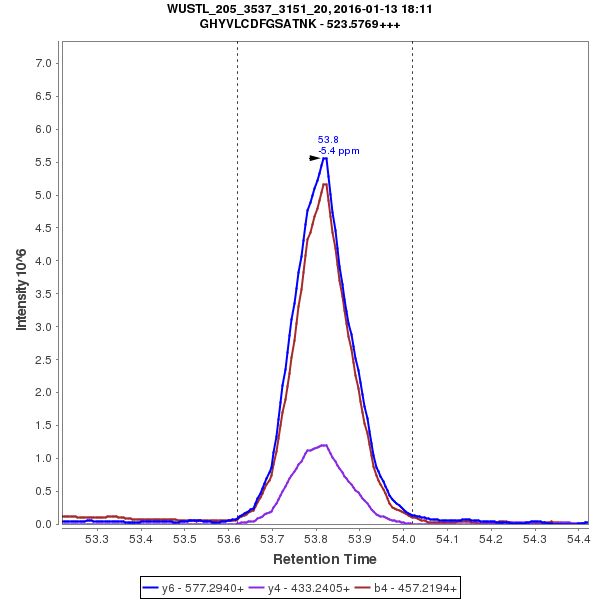 WUSTL_205_3537_3151_20, 2016-01-13 18:11
GHYVLCDFGSATNK - 523.5769+++
53.8
-5.4 ppm
Intensity 10^6
7.0
6.5
6.0
5.5
5.0
4.5
4.0
3.5
3.0
2.5
2.0
1.5
1.0
0.5
0.0
53.3 53.4 53.5 53.6 53.7 53.8 53.9 54.0 54.1 54.2 54.3 54.4
Retention Time
y6 - 577.2940+ y4 - 433.2405+ b4 - 457.2194+